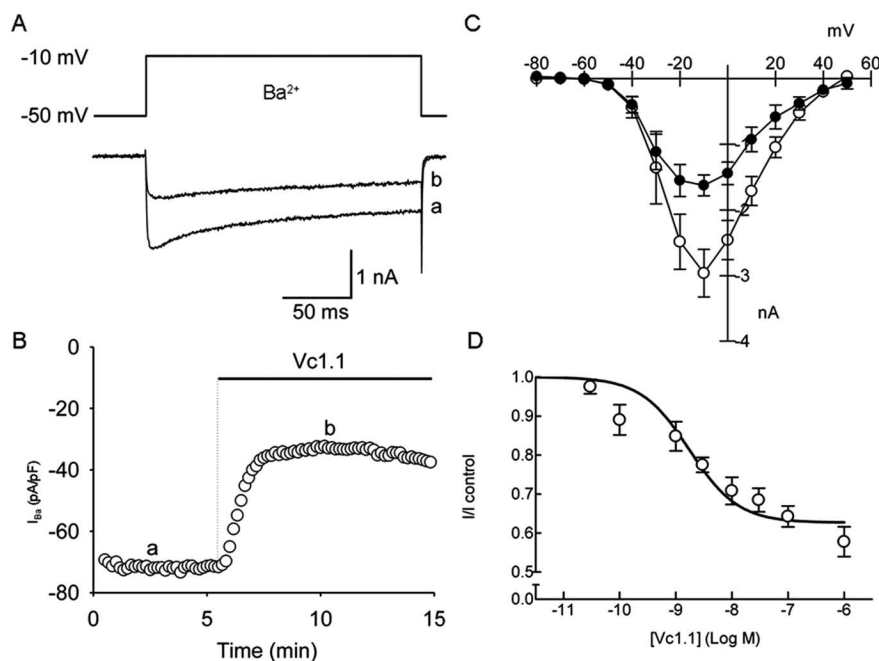 A
-10 mV
-50 mV
Ba²⁺
b
a
1 nA
50 ms
B
Vc1.1
0
-20
-40
-60
-80
I_Ba (pA/pF)
a
b
0
5
10
15
Time (min)
C
mV
-80
-60
-40
-20
20
40
60
-1
-2
-3
nA
-4
D
1.0
0.9
0.8
0.7
0.6
0.5
0.0
I/I control
-11
-10
-9
-8
-7
-6
[Vc1.1] (Log M)